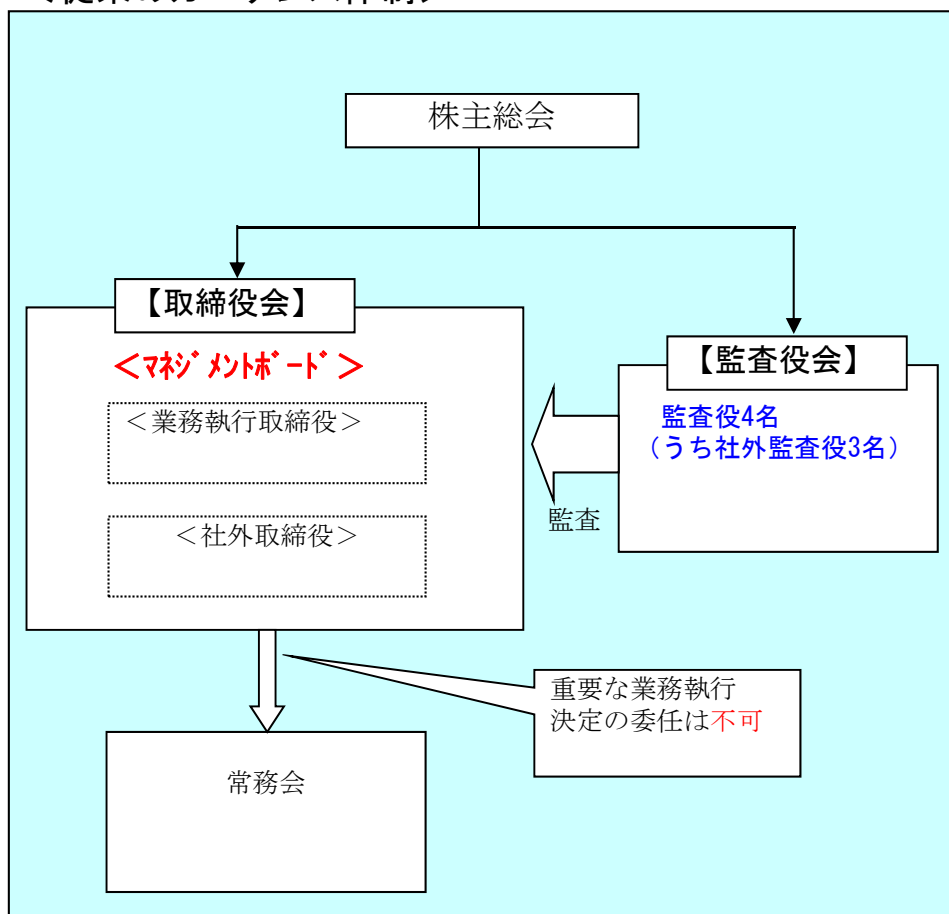 株主総会
【取締役会】
＜ﾏﾈｼﾞﾒﾝﾄﾎﾞｰﾄﾞ＞
＜業務執行取締役＞
＜社外取締役＞
【監査役会】
監査役4名
（うち社外監査役3名）
監査
重要な業務執行
決定の委任は不可
常務会